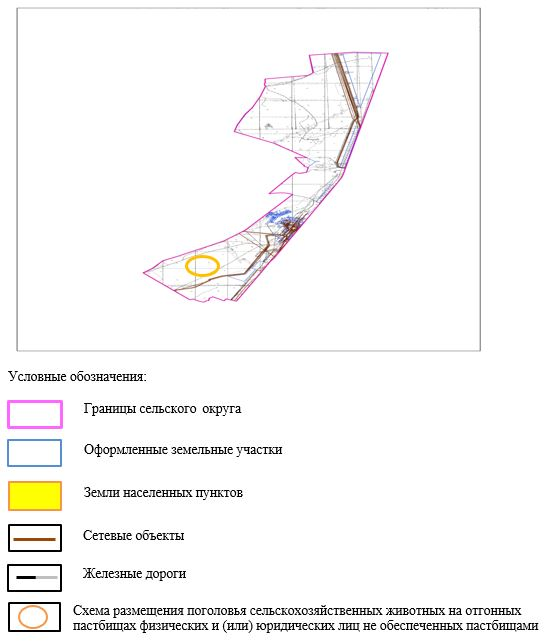 Условные обозначения:
Границы сельского округа
Оформленные земельные участки
Земли населенных пунктов
Сетевые объекты
Железные дороги
Схема размещения поголовья сельскохозяйственных животных на отгонных
пастбищах физических и (или) юридических лиц не обеспеченных пастбищами